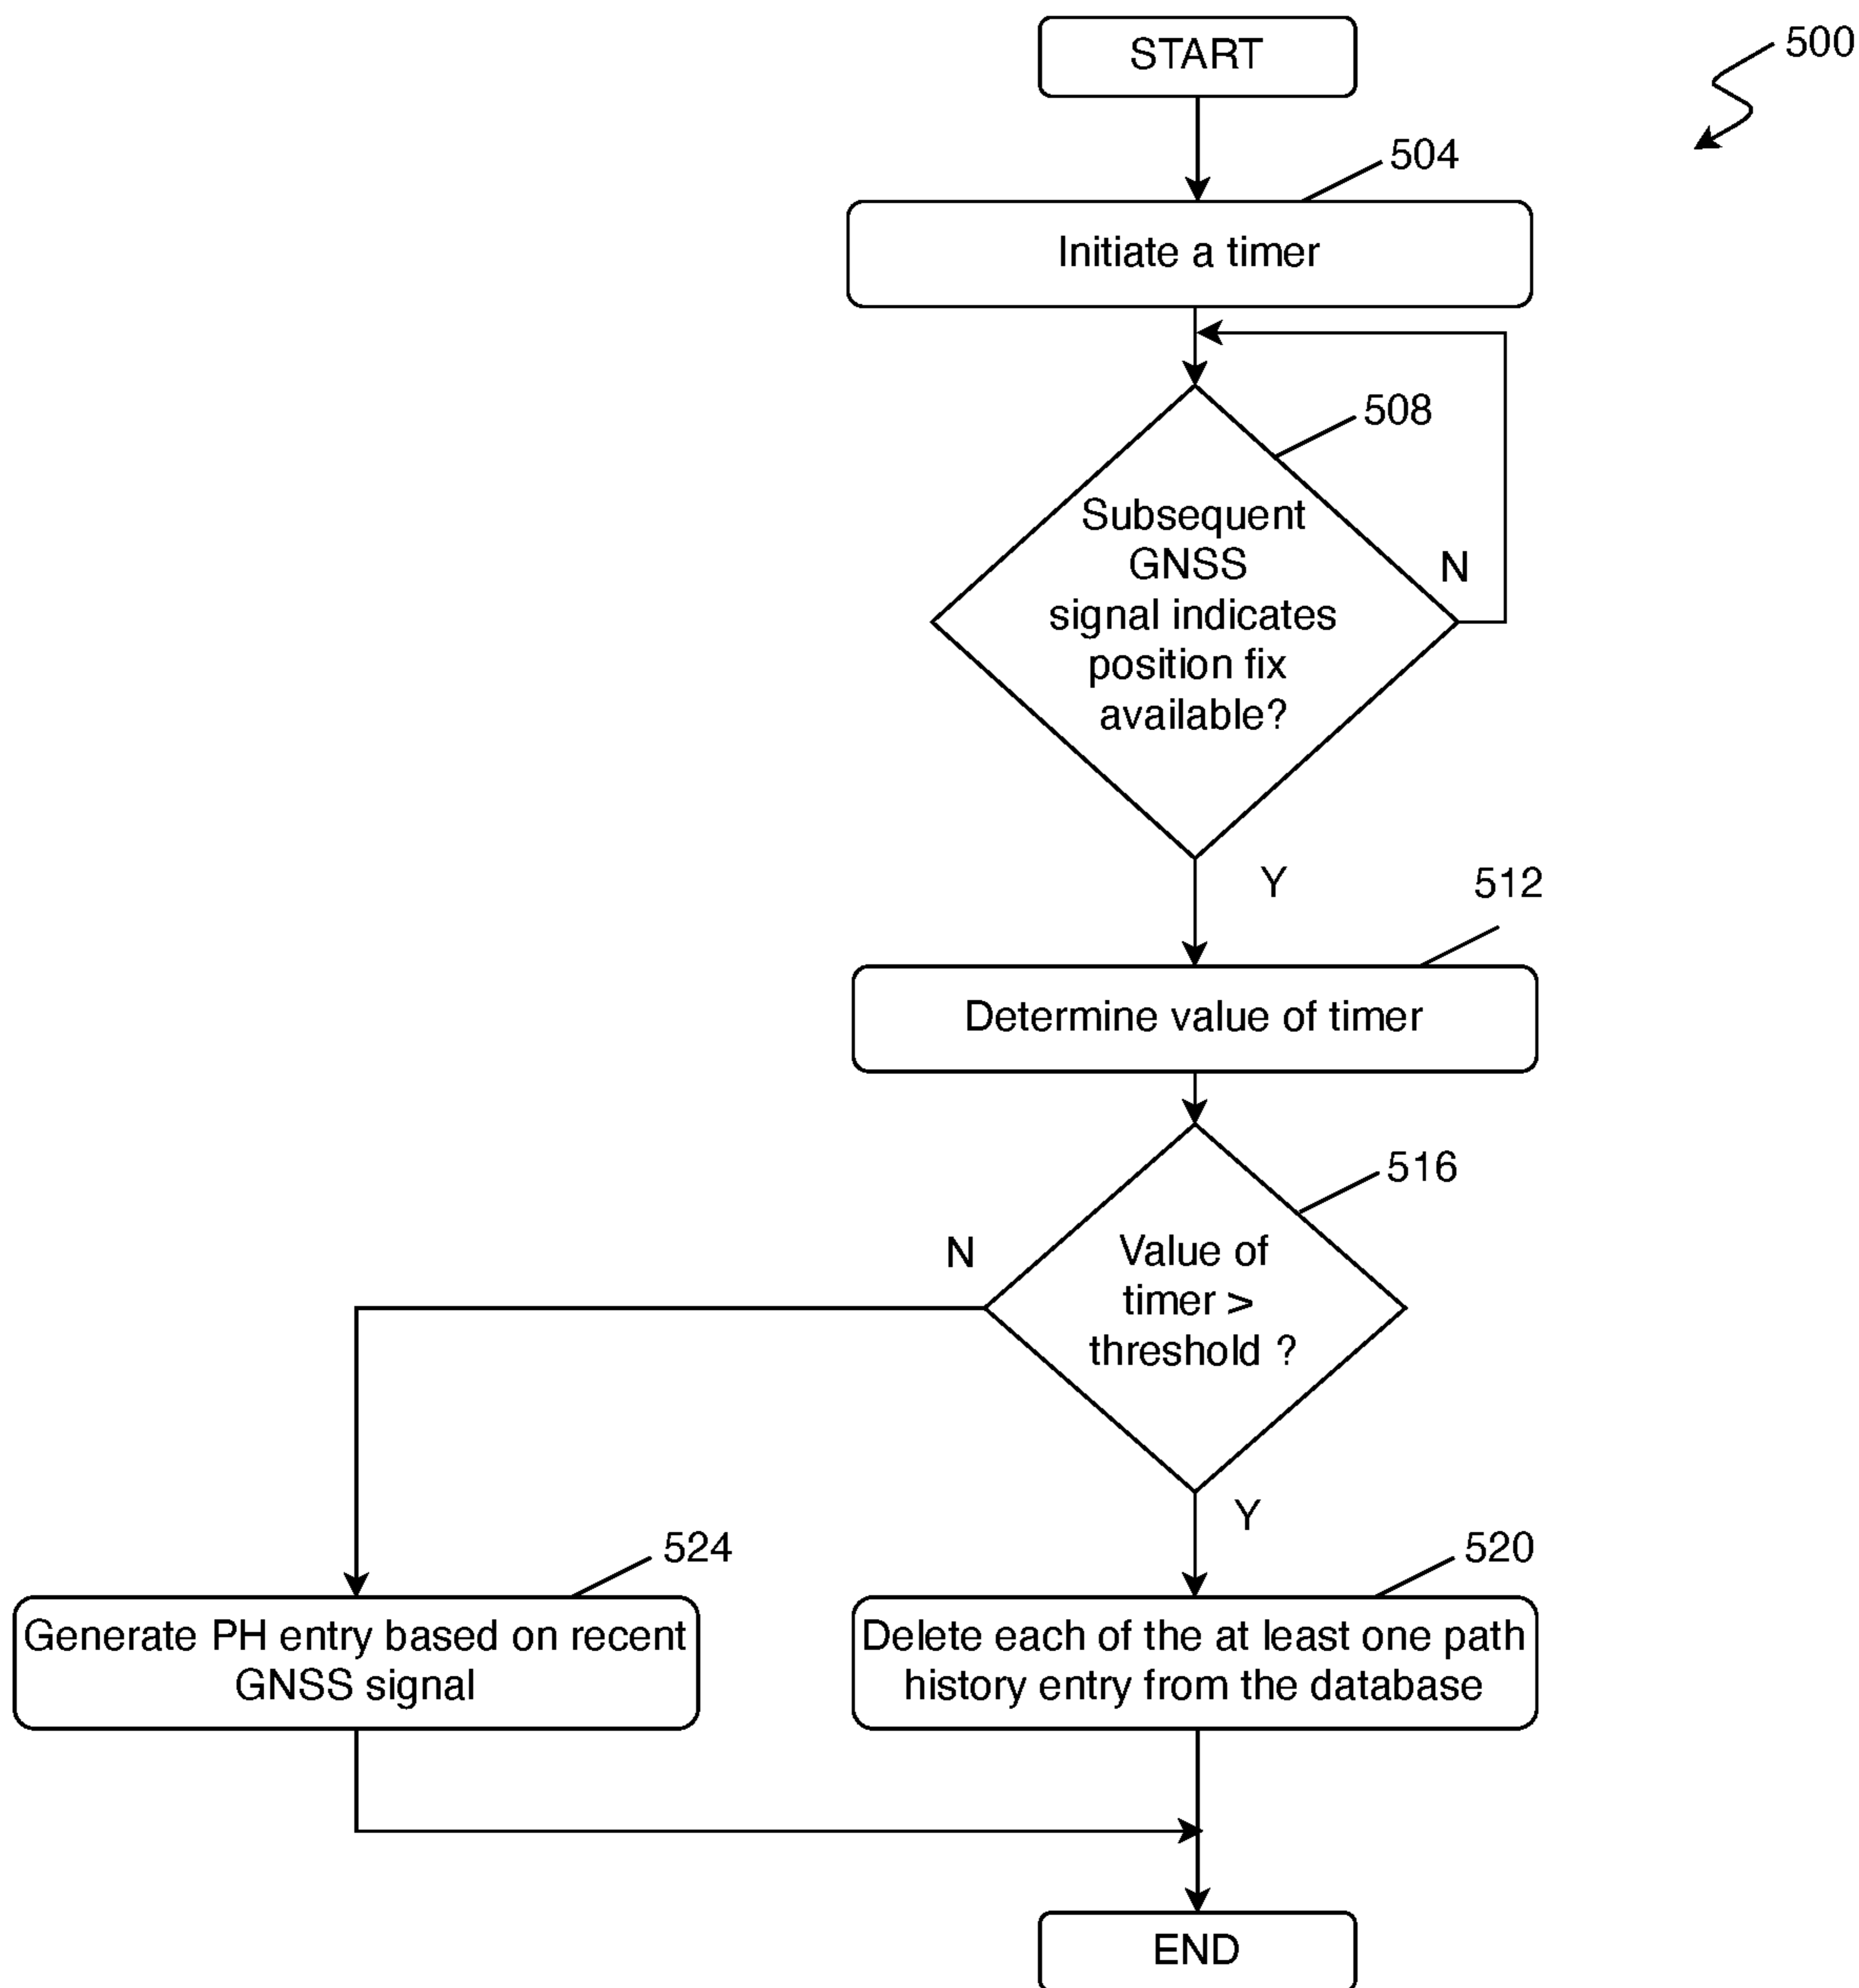 START
500
504
Initiate a timer
508
Subsequent
GNSS
signal indicates
position fix
available?
N
Y
512
Determine value of timer
516
N
Value of
timer >
threshold ?
Y
524
520
Generate PH entry based on recent
GNSS signal
Delete each of the at least one path
history entry from the database
END